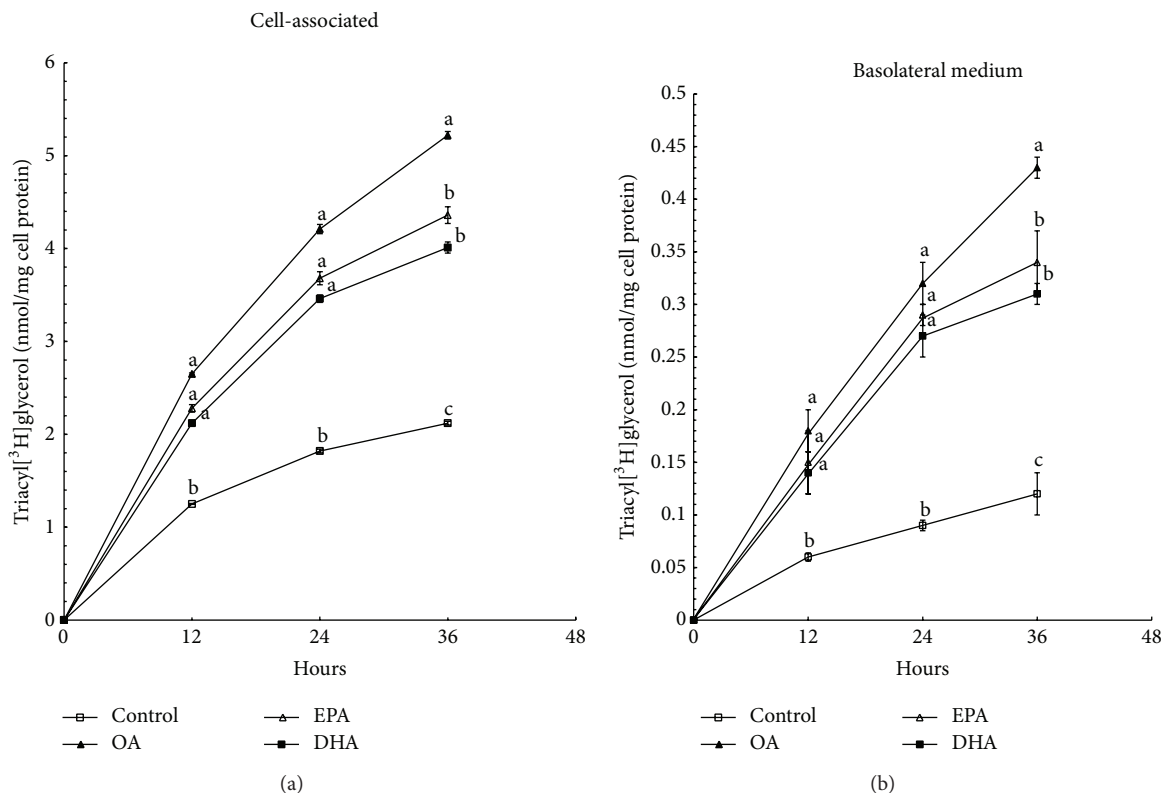 Cell-associated
6
5
4
3
2
1
0
Triacyl[³H]glycerol (nmol/mg cell protein)
a
a
a
a
a
b
a
a
b
b
b
c
0
12
24
36
48
Hours
Control
OA
EPA
DHA
(a)
Basolateral medium
0.5
0.45
0.4
0.35
0.3
0.25
0.2
0.15
0.1
0.05
0
Triacyl[³H]glycerol (nmol/mg cell protein)
a
a
a
a
a
b
a
a
b
b
b
c
0
12
24
36
48
Hours
Control
OA
EPA
DHA
(b)